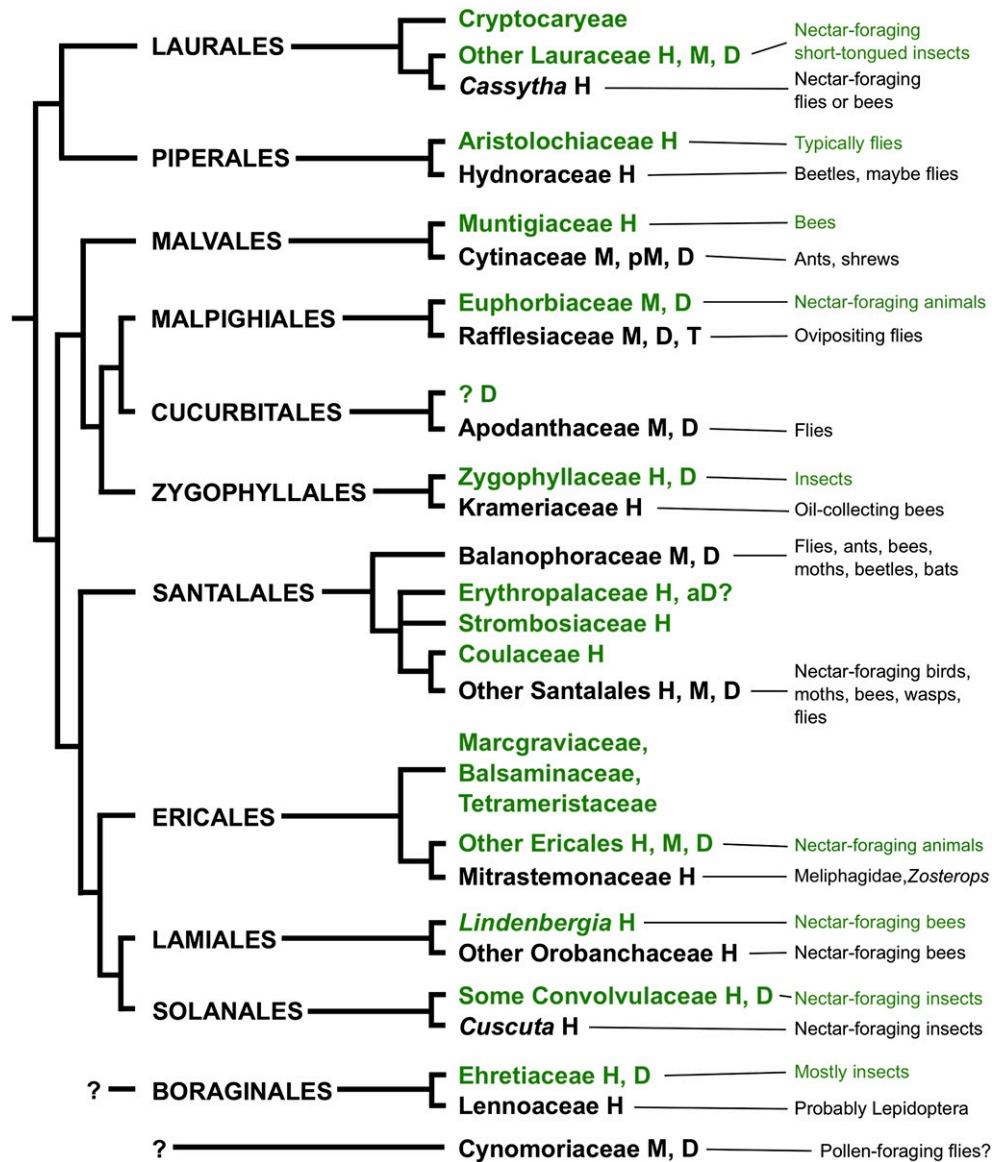 LAURALES
Cryptocaryeae
Other Lauraceae H, M, D
Nectar-foraging
short-tongued insects
Cassytha H
Nectar-foraging
flies or bees
PIPERALES
Aristolochiaceae H
Typically flies
Hydnoraceae H
Beetles, maybe flies
MALVALES
Muntigiaceae H
Bees
Cytinaceae M, pM, D
Ants, shrews
MALPIGHIALES
Euphorbiaceae M, D
Nectar-foraging animals
Rafflesiaceae M, D, T
Ovipositing flies
CUCURBITALES
? D
Apodanthaceae M, D
Flies
ZYGOPHYLLALES
Zygophyllaceae H, D
Insects
Krameriaceae H
Oil-collecting bees
SANTALALES
Balanophoraceae M, D
Flies, ants, bees,
moths, beetles, bats
Erythropalaceae H, aD?
Strombosiaceae H
Coulaceae H
Other Santalales H, M, D
Nectar-foraging birds,
moths, bees, wasps,
flies
ERICALES
Marcgraviaceae,
Balsaminaceae,
Tetrameristaceae
Other Ericales H, M, D
Nectar-foraging animals
Mitrastemonaceae H
Meliphagidae,Zosterops
LAMIALES
Lindenbergia H
Nectar-foraging bees
Other Orobanchaceae H
Nectar-foraging bees
SOLANALES
Some Convolvulaceae H, D
Nectar-foraging insects
Cuscuta H
Nectar-foraging insects
? BORAGINALES
Ehretiaceae H, D
Mostly insects
Lennoaceae H
Probably Lepidoptera
?
Cynomoriaceae M, D
Pollen-foraging flies?